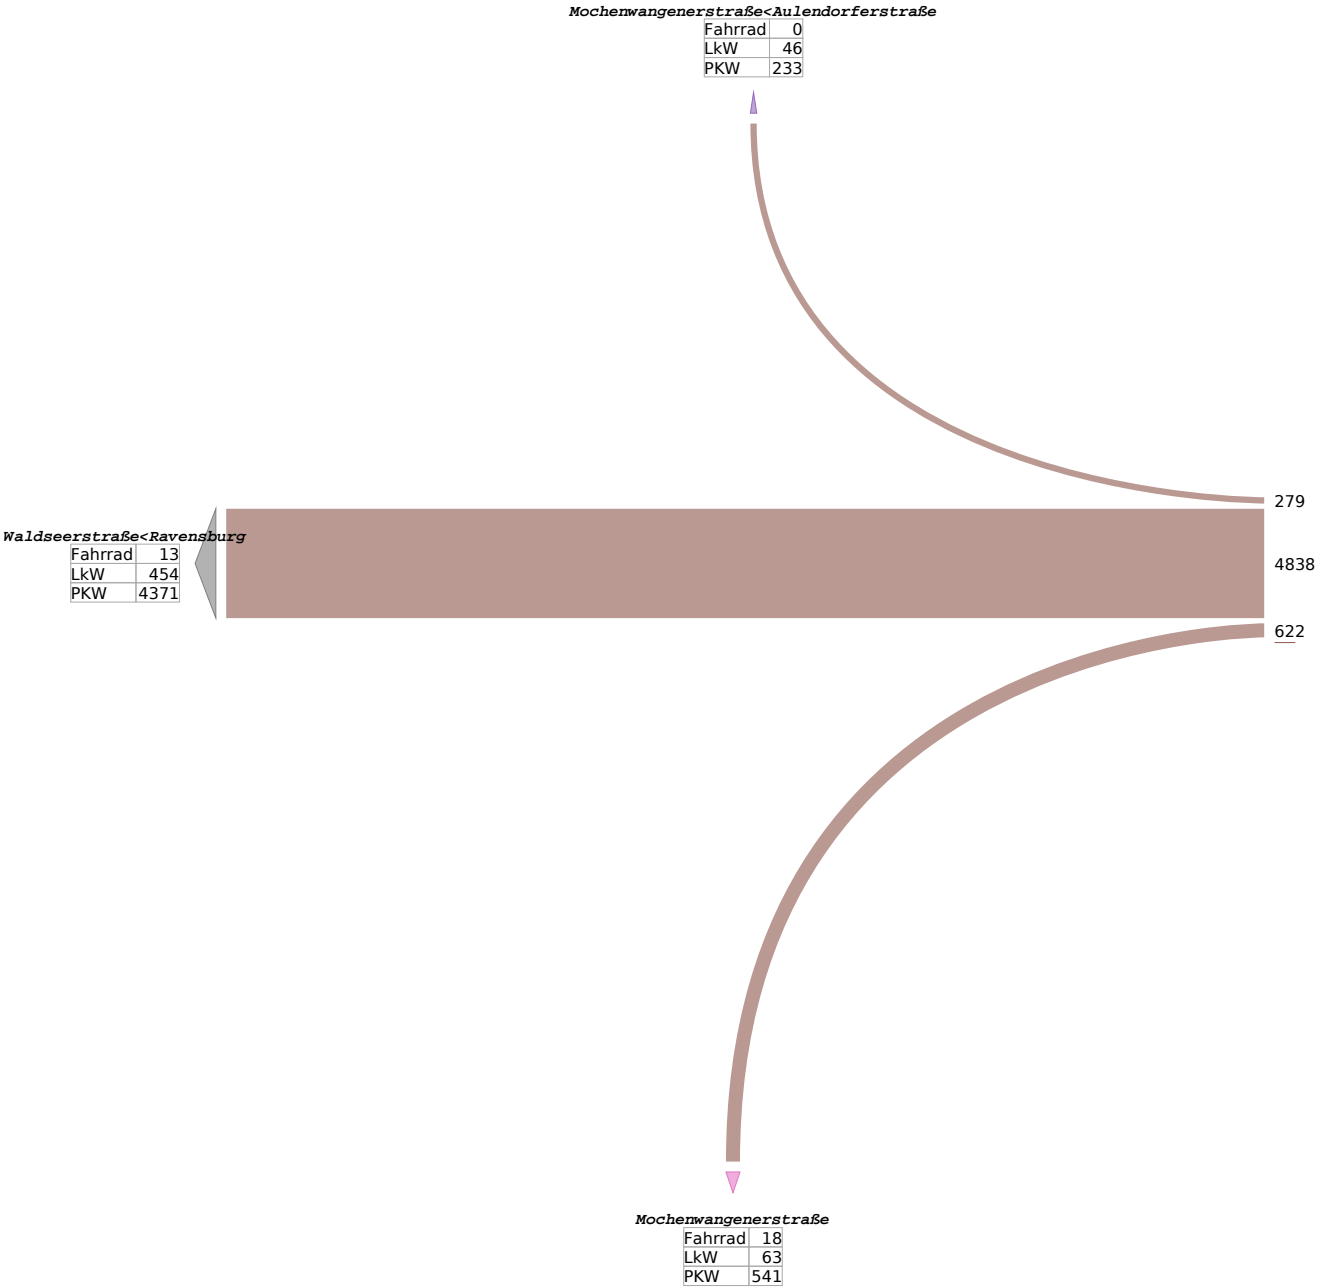 Mochenwangenerstraße<Aulendorferstraße
Fahrrad 0
LkW 46
PKW 233
279
Waldseerstraße<Ravensburg
Fahrrad 13
LkW 454
PKW 4371
4838
622
Mochenwangenerstraße
Fahrrad 18
LkW 63
PKW 541